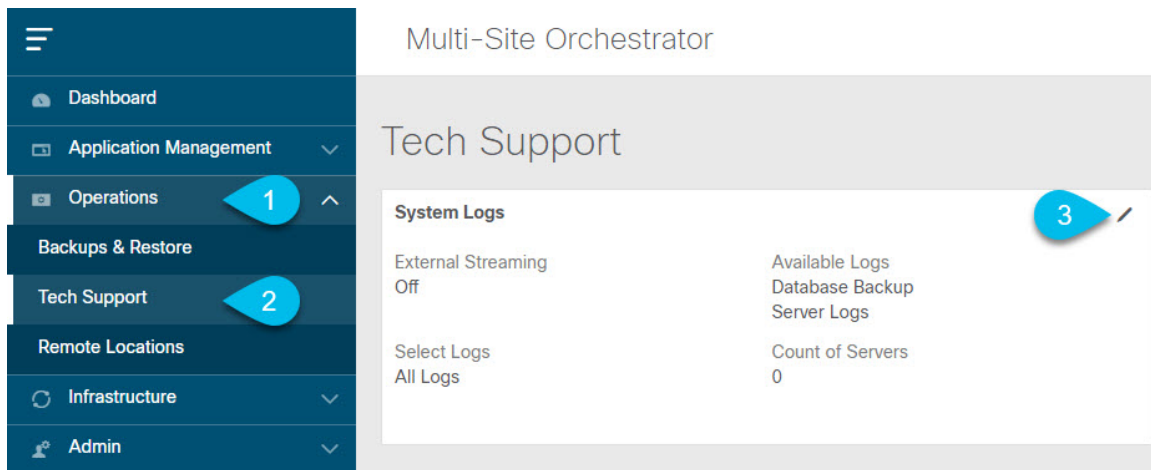 Multi-Site Orchestrator
Dashboard
Application Management
Operations
1
Backups & Restore
Tech Support
2
Remote Locations
Infrastructure
Admin
Tech Support
System Logs
3
External Streaming
Off
Available Logs
Database Backup
Server Logs
Select Logs
All Logs
Count of Servers
0